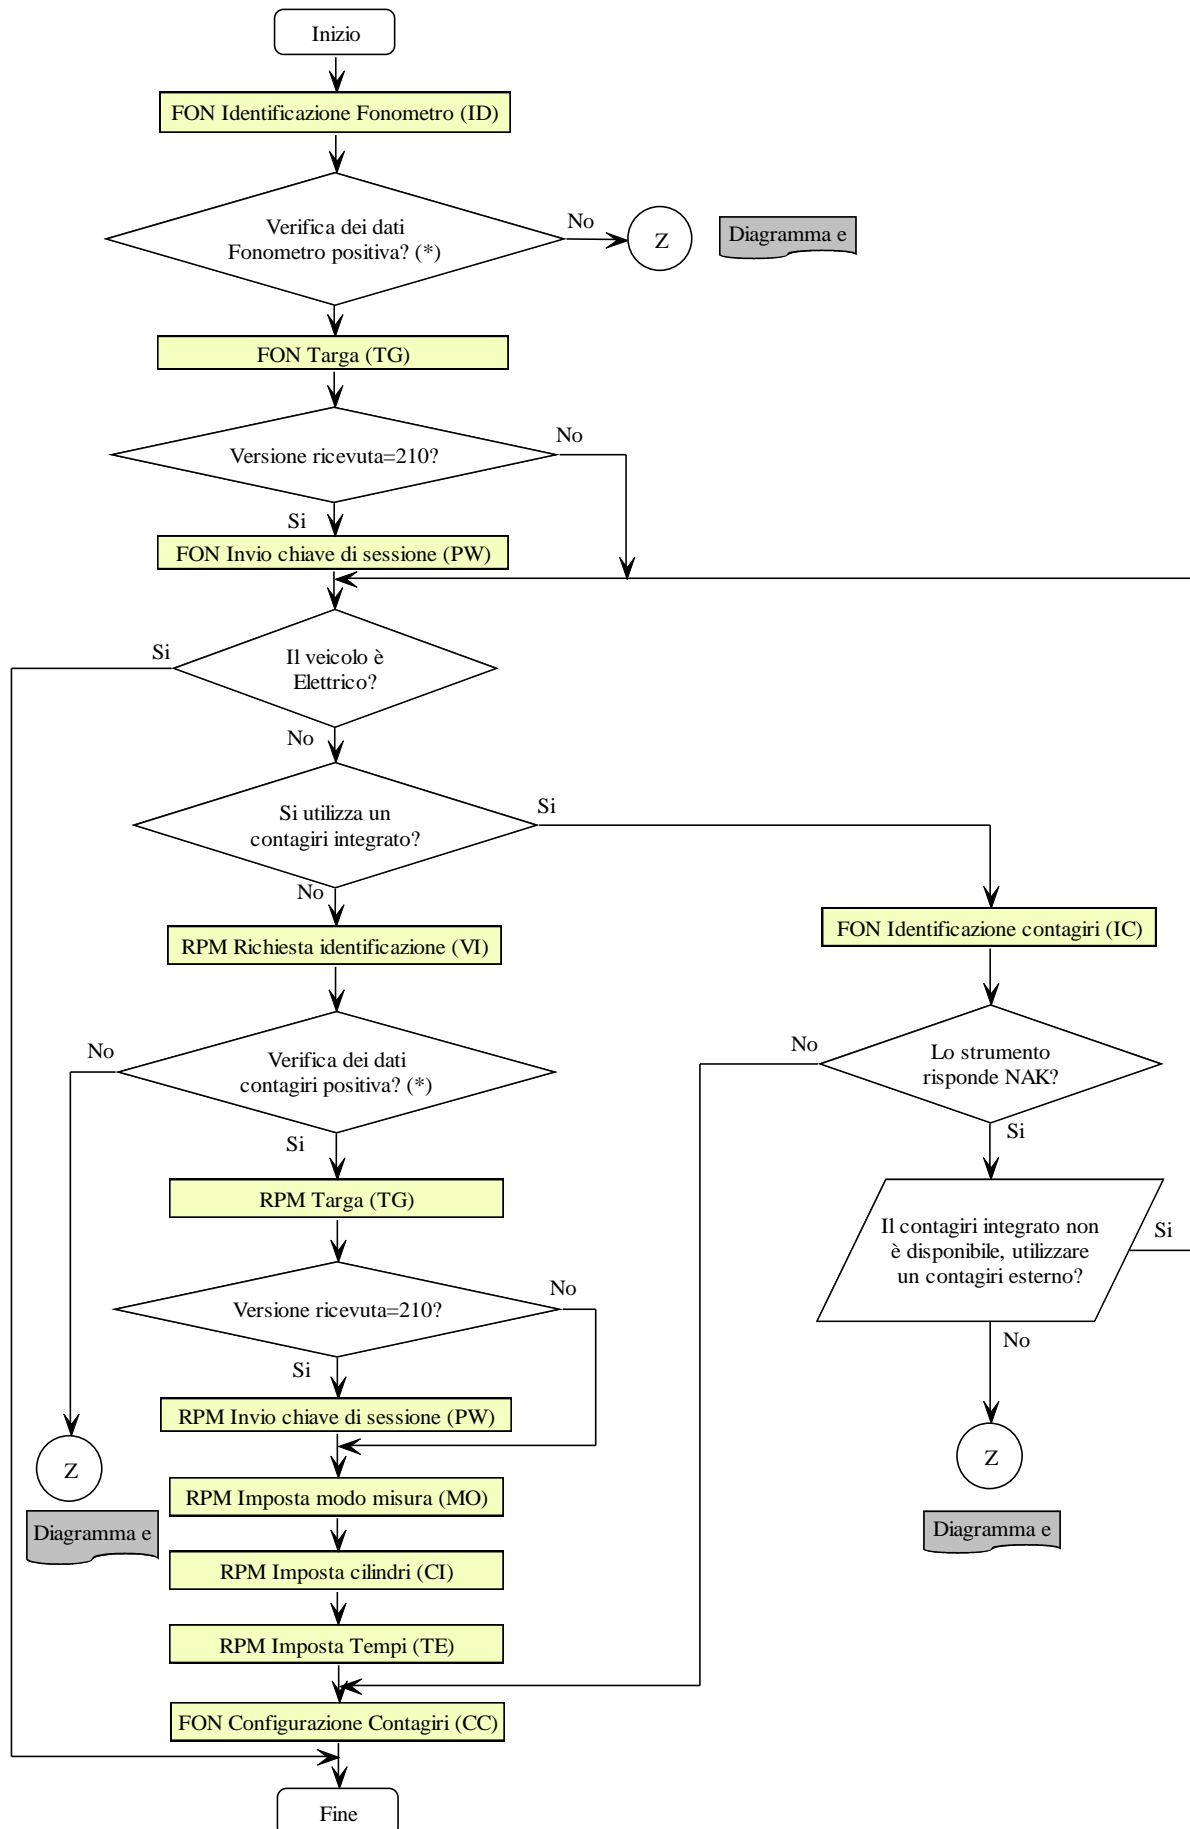 Inizio
FON Identificazione Fonometro (ID)
Verifica dei dati
Fonometro positiva? (*)
No
Z
Diagramma e
FON Targa (TG)
Versione ricevuta=210?
No
Si
FON Invio chiave di sessione (PW)
Si
Il veicolo è
Elettrico?
No
Si utilizza un
contagiri integrato?
Si
No
FON Identificazione contagiri (IC)
RPM Richiesta identificazione (VI)
No
Verifica dei dati
contagiri positiva? (*)
No
Lo strumento
risponde NAK?
Si
Si
RPM Targa (TG)
Il contagiri integrato non
è disponibile, utilizzare
un contagiri esterno?
Si
Versione ricevuta=210?
No
No
Si
RPM Invio chiave di sessione (PW)
Z
Z
RPM Imposta modo misura (MO)
Diagramma e
Diagramma e
RPM Imposta cilindri (CI)
RPM Imposta Tempi (TE)
FON Configurazione Contagiri (CC)
Fine